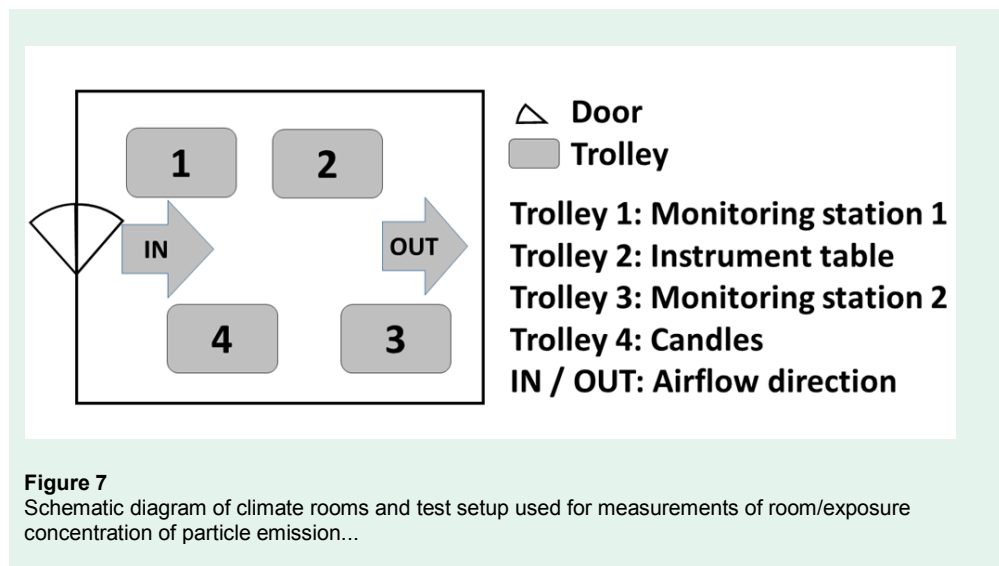 1
2
IN
OUT
4
3
Door
Trolley
Trolley 1: Monitoring station 1
Trolley 2: Instrument table
Trolley 3: Monitoring station 2
Trolley 4: Candles
IN / OUT: Airflow direction
Figure 7
Schematic diagram of climate rooms and test setup used for measurements of room/exposure
concentration of particle emission...